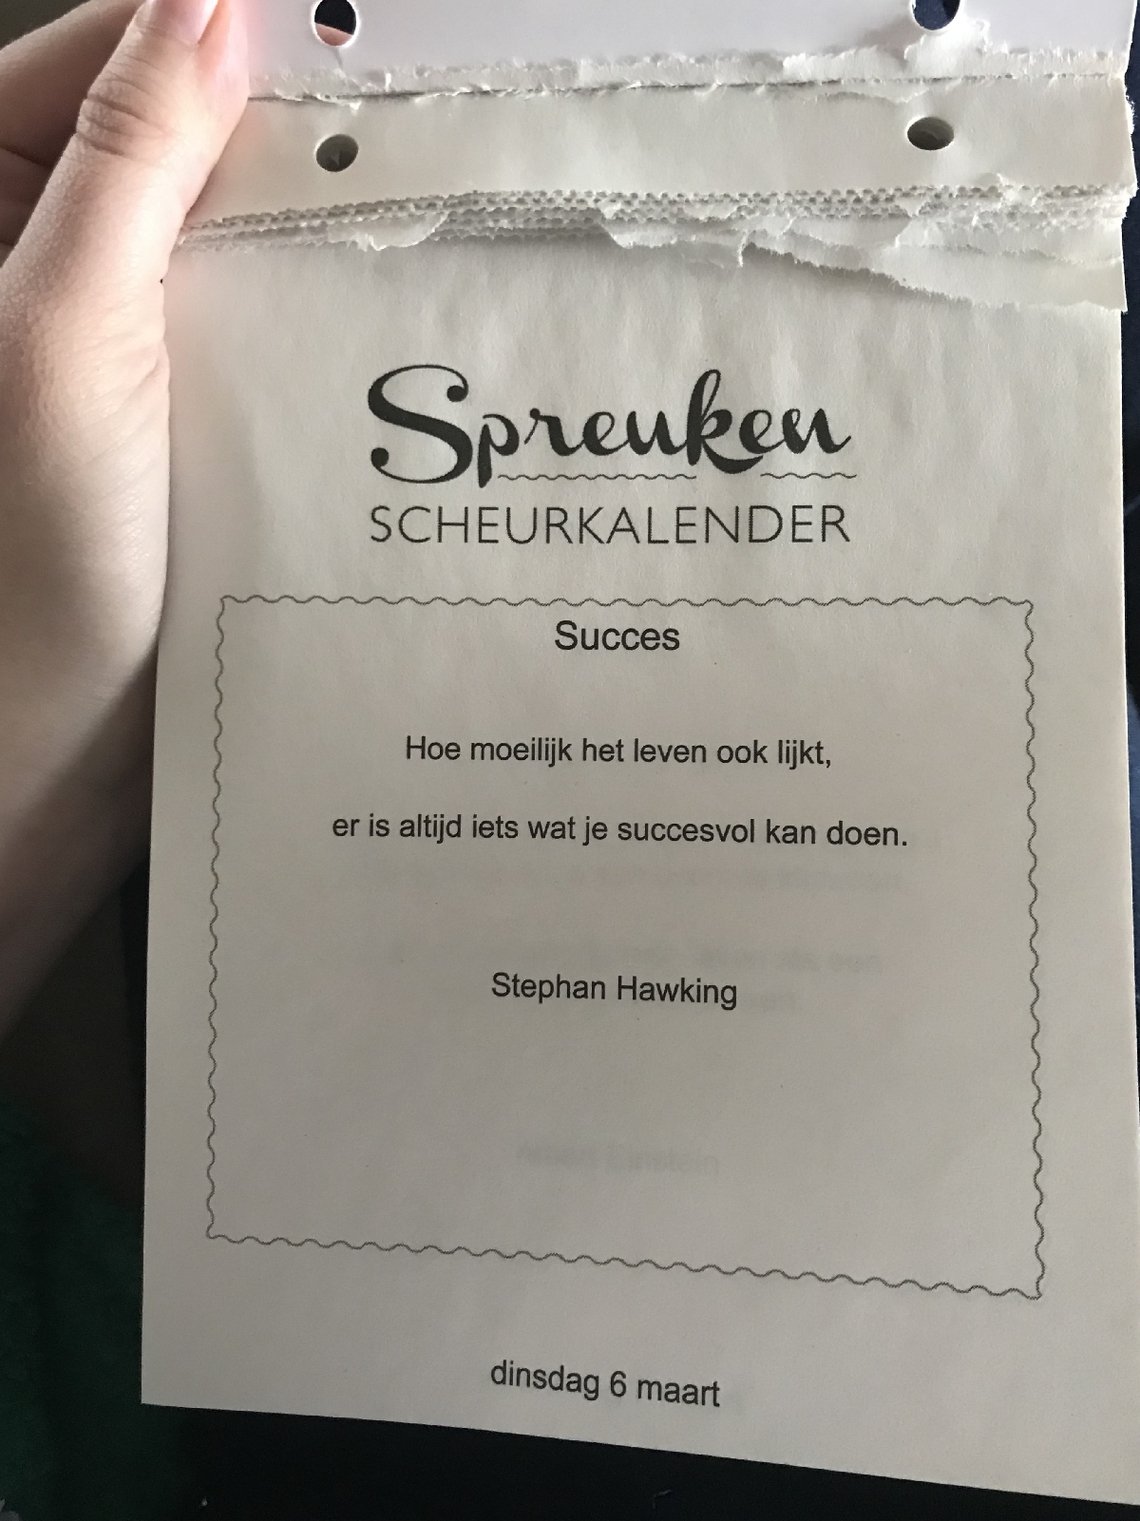 Spreuken
SCHEURKALENDER
Succes
Hoe moeilijk het leven ook lijkt,
er is altijd iets wat je succesvol kan doen.
Stephan Hawking
dinsdag 6 maart